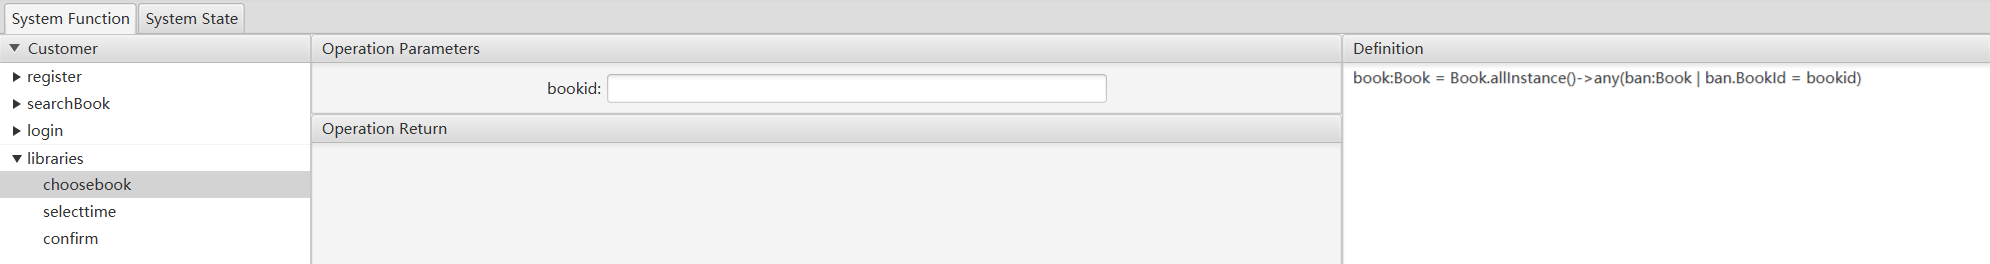 System Function System State
Customer
register
searchBook
login
libraries
choosebook
selecttime
confirm
Operation Parameters
bookid:
Operation Return
Definition
book:Book = Book.allInstance()->any(ban:Book | ban.BookId = bookid)